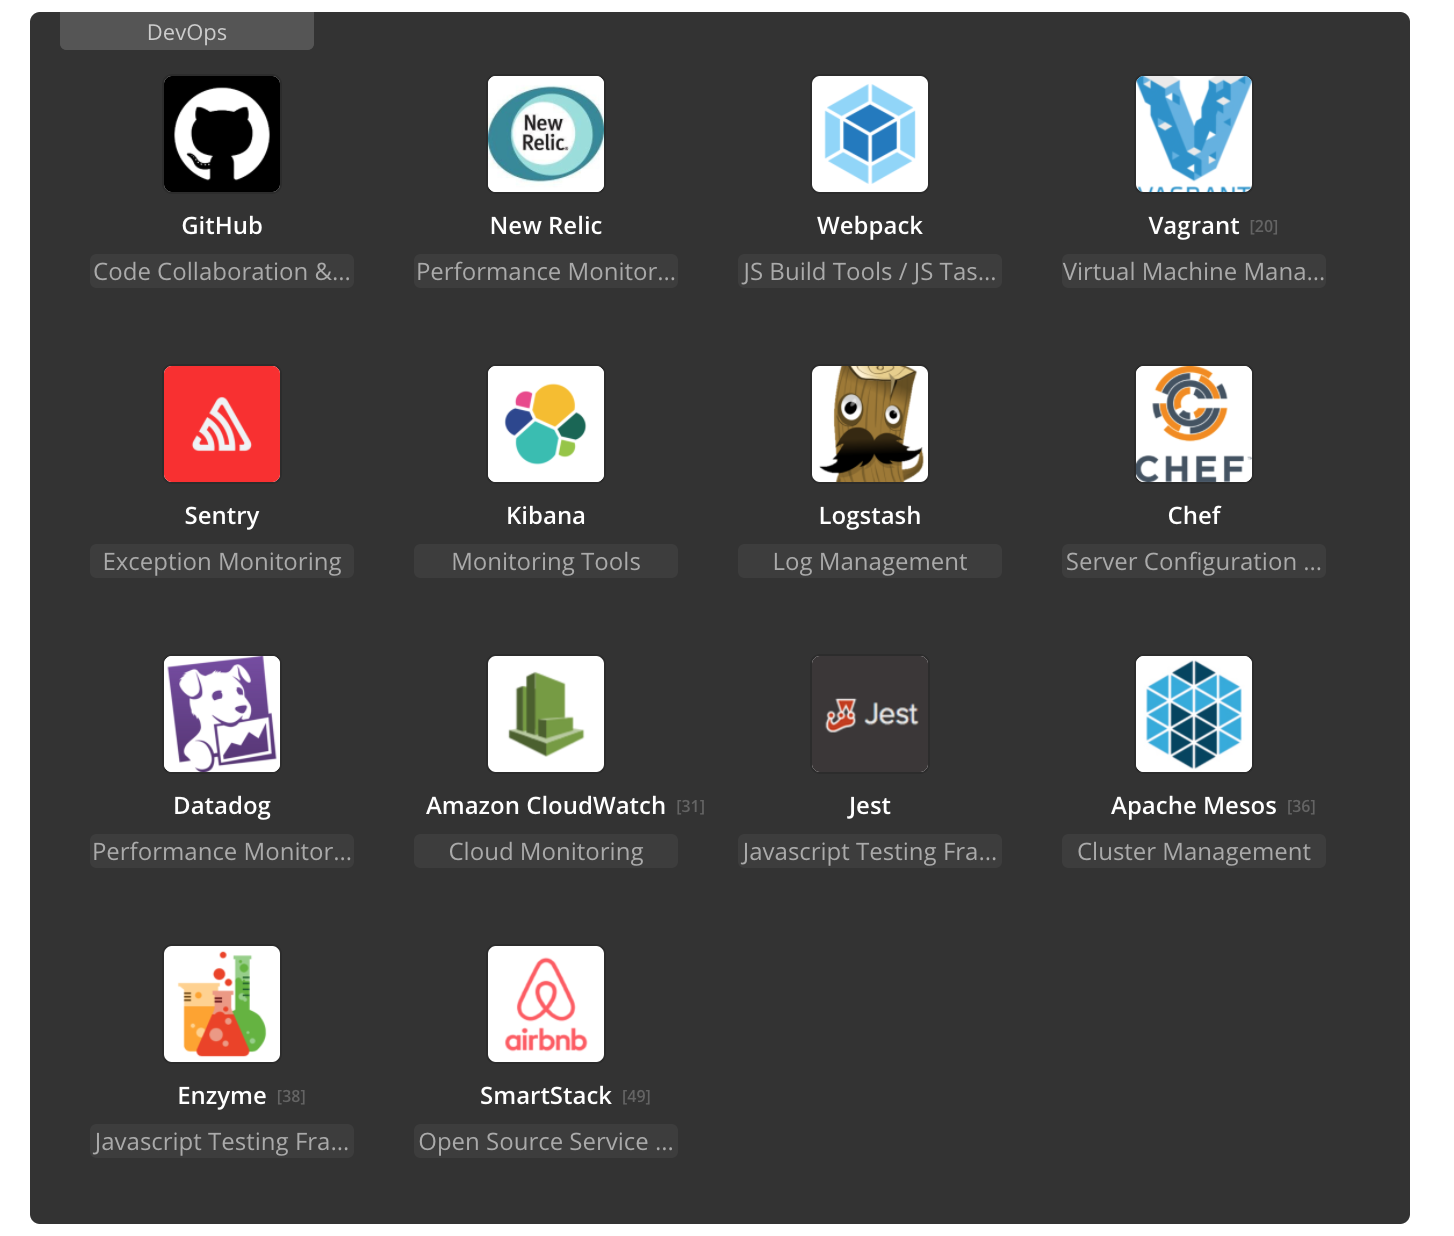 DevOps
New
Relic.
VAGRANT
GitHub
New Relic
Webpack
Vagrant [20]
Code Collaboration &...
Performance Monitor...
JS Build Tools / JS Tas...
Virtual Machine Mana...
CHEF
Sentry
Kibana
Logstash
Chef
Exception Monitoring
Monitoring Tools
Log Management
Server Configuration ...
Jest
Datadog
Amazon CloudWatch [31]
Jest
Apache Mesos [36]
Performance Monitor...
Cloud Monitoring
Javascript Testing Fra...
Cluster Management
airbnb
Enzyme [38]
SmartStack [49]
Javascript Testing Fra...
Open Source Service ...